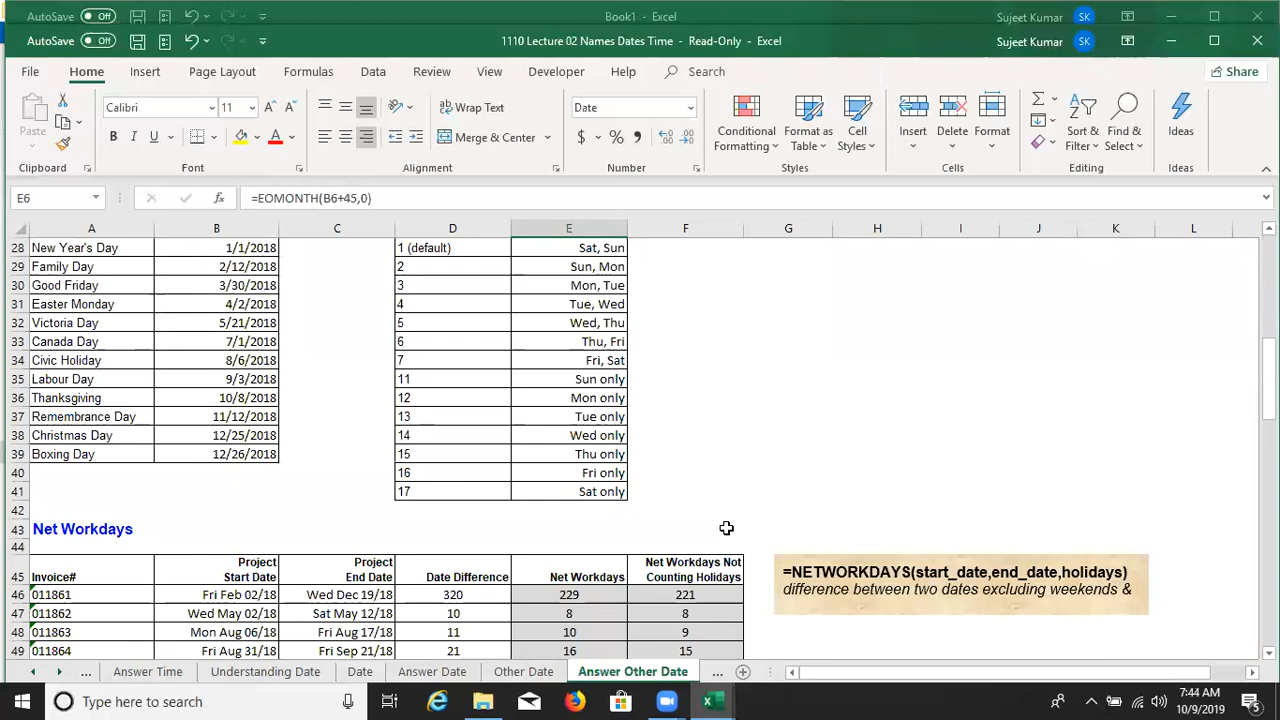 AutoSave Off Book1 - Excel Sujeet Kumar SK
AutoSave Off 1110 Lecture 02 Names Dates Time - Read-Only - Excel Sujeet Kumar SK
File Home Insert Page Layout Formulas Data Review View Developer Help Search Share
Paste Calibri 11 Wrap Text Date Conditional Formatting Format as Table Cell Styles Insert Delete Format Sort & Filter Find & Select Ideas
B I U Merge & Center $ % ,
Clipboard Font Alignment Number Styles Cells Editing Ideas
E6 fx =EOMONTH(B6+45,0)
A B C D E F G H I J K L
28 New Year's Day 1/1/2018 1 (default) Sat, Sun
29 Family Day 2/12/2018 2 Sun, Mon
30 Good Friday 3/30/2018 3 Mon, Tue
31 Easter Monday 4/2/2018 4 Tue, Wed
32 Victoria Day 5/21/2018 5 Wed, Thu
33 Canada Day 7/1/2018 6 Thu, Fri
34 Civic Holiday 8/6/2018 7 Fri, Sat
35 Labour Day 9/3/2018 11 Sun only
36 Thanksgiving 10/8/2018 12 Mon only
37 Remembrance Day 11/12/2018 13 Tue only
38 Christmas Day 12/25/2018 14 Wed only
39 Boxing Day 12/26/2018 15 Thu only
40 16 Fri only
41 17 Sat only
42
43 Net Workdays
44
45 Invoice# Project Start Date Project End Date Date Difference Net Workdays Net Workdays Not Counting Holidays
46 011861 Fri Feb 02/18 Wed Dec 19/18 320 229 221
47 011862 Wed May 02/18 Sat May 12/18 10 8 8
48 011863 Mon Aug 06/18 Fri Aug 17/18 11 10 9
49 011864 Fri Aug 31/18 Fri Sep 21/18 21 16 15
=NETWORKDAYS(start_date,end_date,holidays)
difference between two dates excluding weekends &
... Answer Time Understanding Date Date Answer Date Other Date Answer Other Date ...
Type here to search
7:44 AM
10/9/2019
5